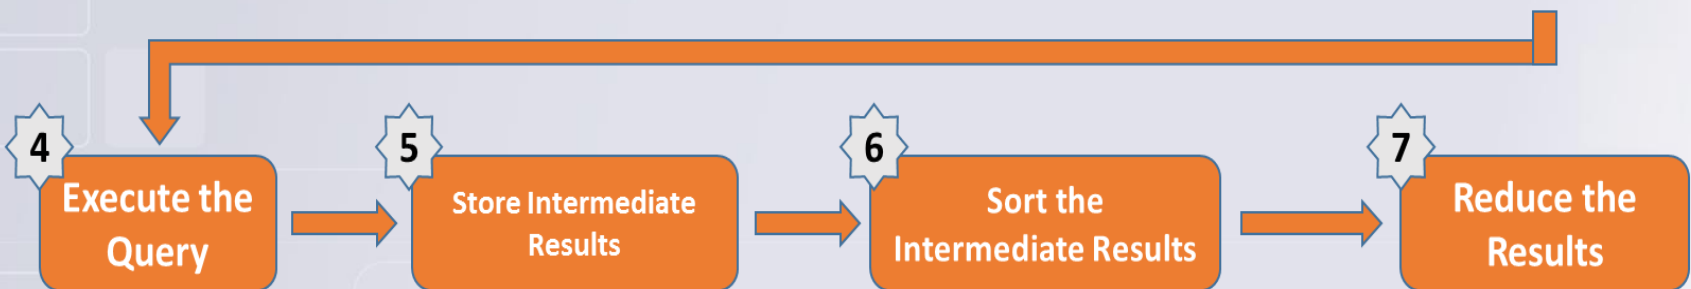 4
Execute the
Query
5
Store Intermediate
Results
6
Sort the
Intermediate Results
7
Reduce the
Results